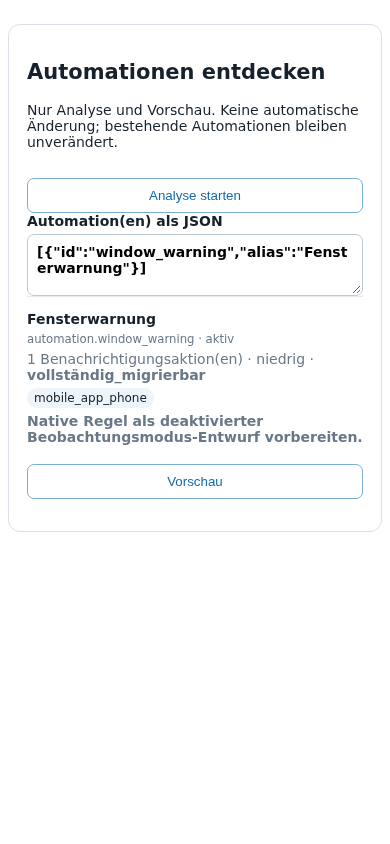 Automationen entdecken
Nur Analyse und Vorschau. Keine automatische
Änderung; bestehende Automationen bleiben
unverändert.
Analyse starten
Automation(en) als JSON
[{"id":"window_warning","alias":"Fenst
erwarnung"}]
Fensterwarnung
automation.window_warning · aktiv
1 Benachrichtigungsaktion(en) · niedrig ·
vollständig_migrierbar
mobile_app_phone
Native Regel als deaktivierter
Beobachtungsmodus-Entwurf vorbereiten.
Vorschau